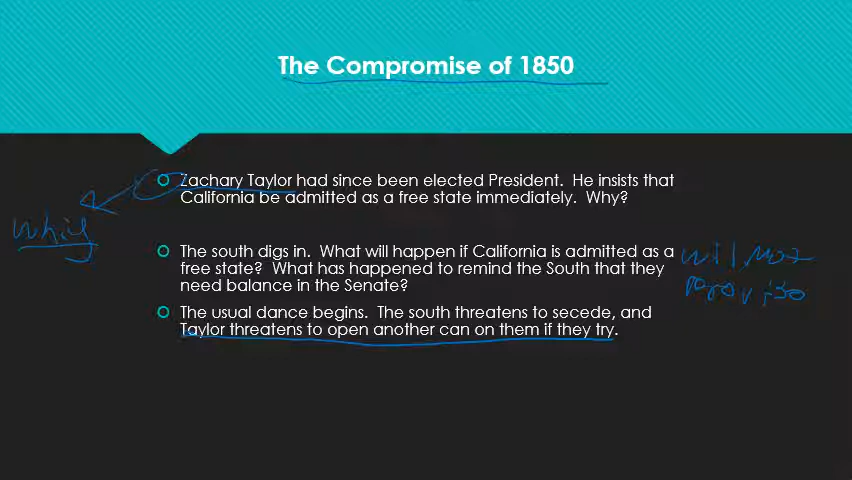 The Compromise of 1850
Zachary Taylor had since been elected President. He insists that
California be admitted as a free state immediately. Why?
Whig
The south digs in. What will happen if California is admitted as a
free state? What has happened to remind the South that they
need balance in the Senate?
Wilmot
Proviso
The usual dance begins. The south threatens to secede, and
Taylor threatens to open another can on them if they try.